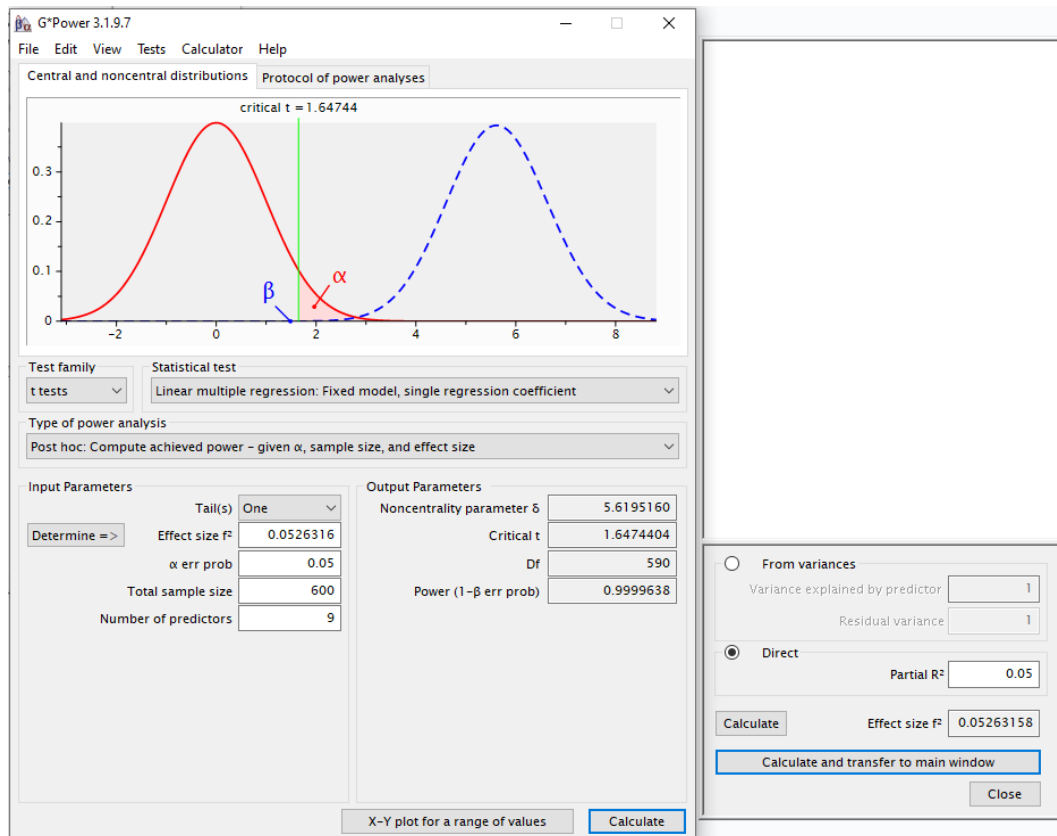 G*Power 3.1.9.7
File Edit View Tests Calculator Help
Central and noncentral distributions Protocol of power analyses
critical t = 1.64744
0.3
0.2
0.1
0
β
α
-2 0 2 4 6 8
Test family Statistical test
t tests Linear multiple regression: Fixed model, single regression coefficient
Type of power analysis
Post hoc: Compute achieved power - given α, sample size, and effect size
Input Parameters
Tail(s) One
Determine => Effect size f² 0.0526316
α err prob 0.05
Total sample size 600
Number of predictors 9
Output Parameters
Noncentrality parameter δ 5.6195160
Critical t 1.6474404
Df 590
Power (1-β err prob) 0.9999638
X-Y plot for a range of values Calculate
From variances
Variance explained by predictor 1
Residual variance 1
Direct
Partial R² 0.05
Calculate Effect size f² 0.05263158
Calculate and transfer to main window
Close